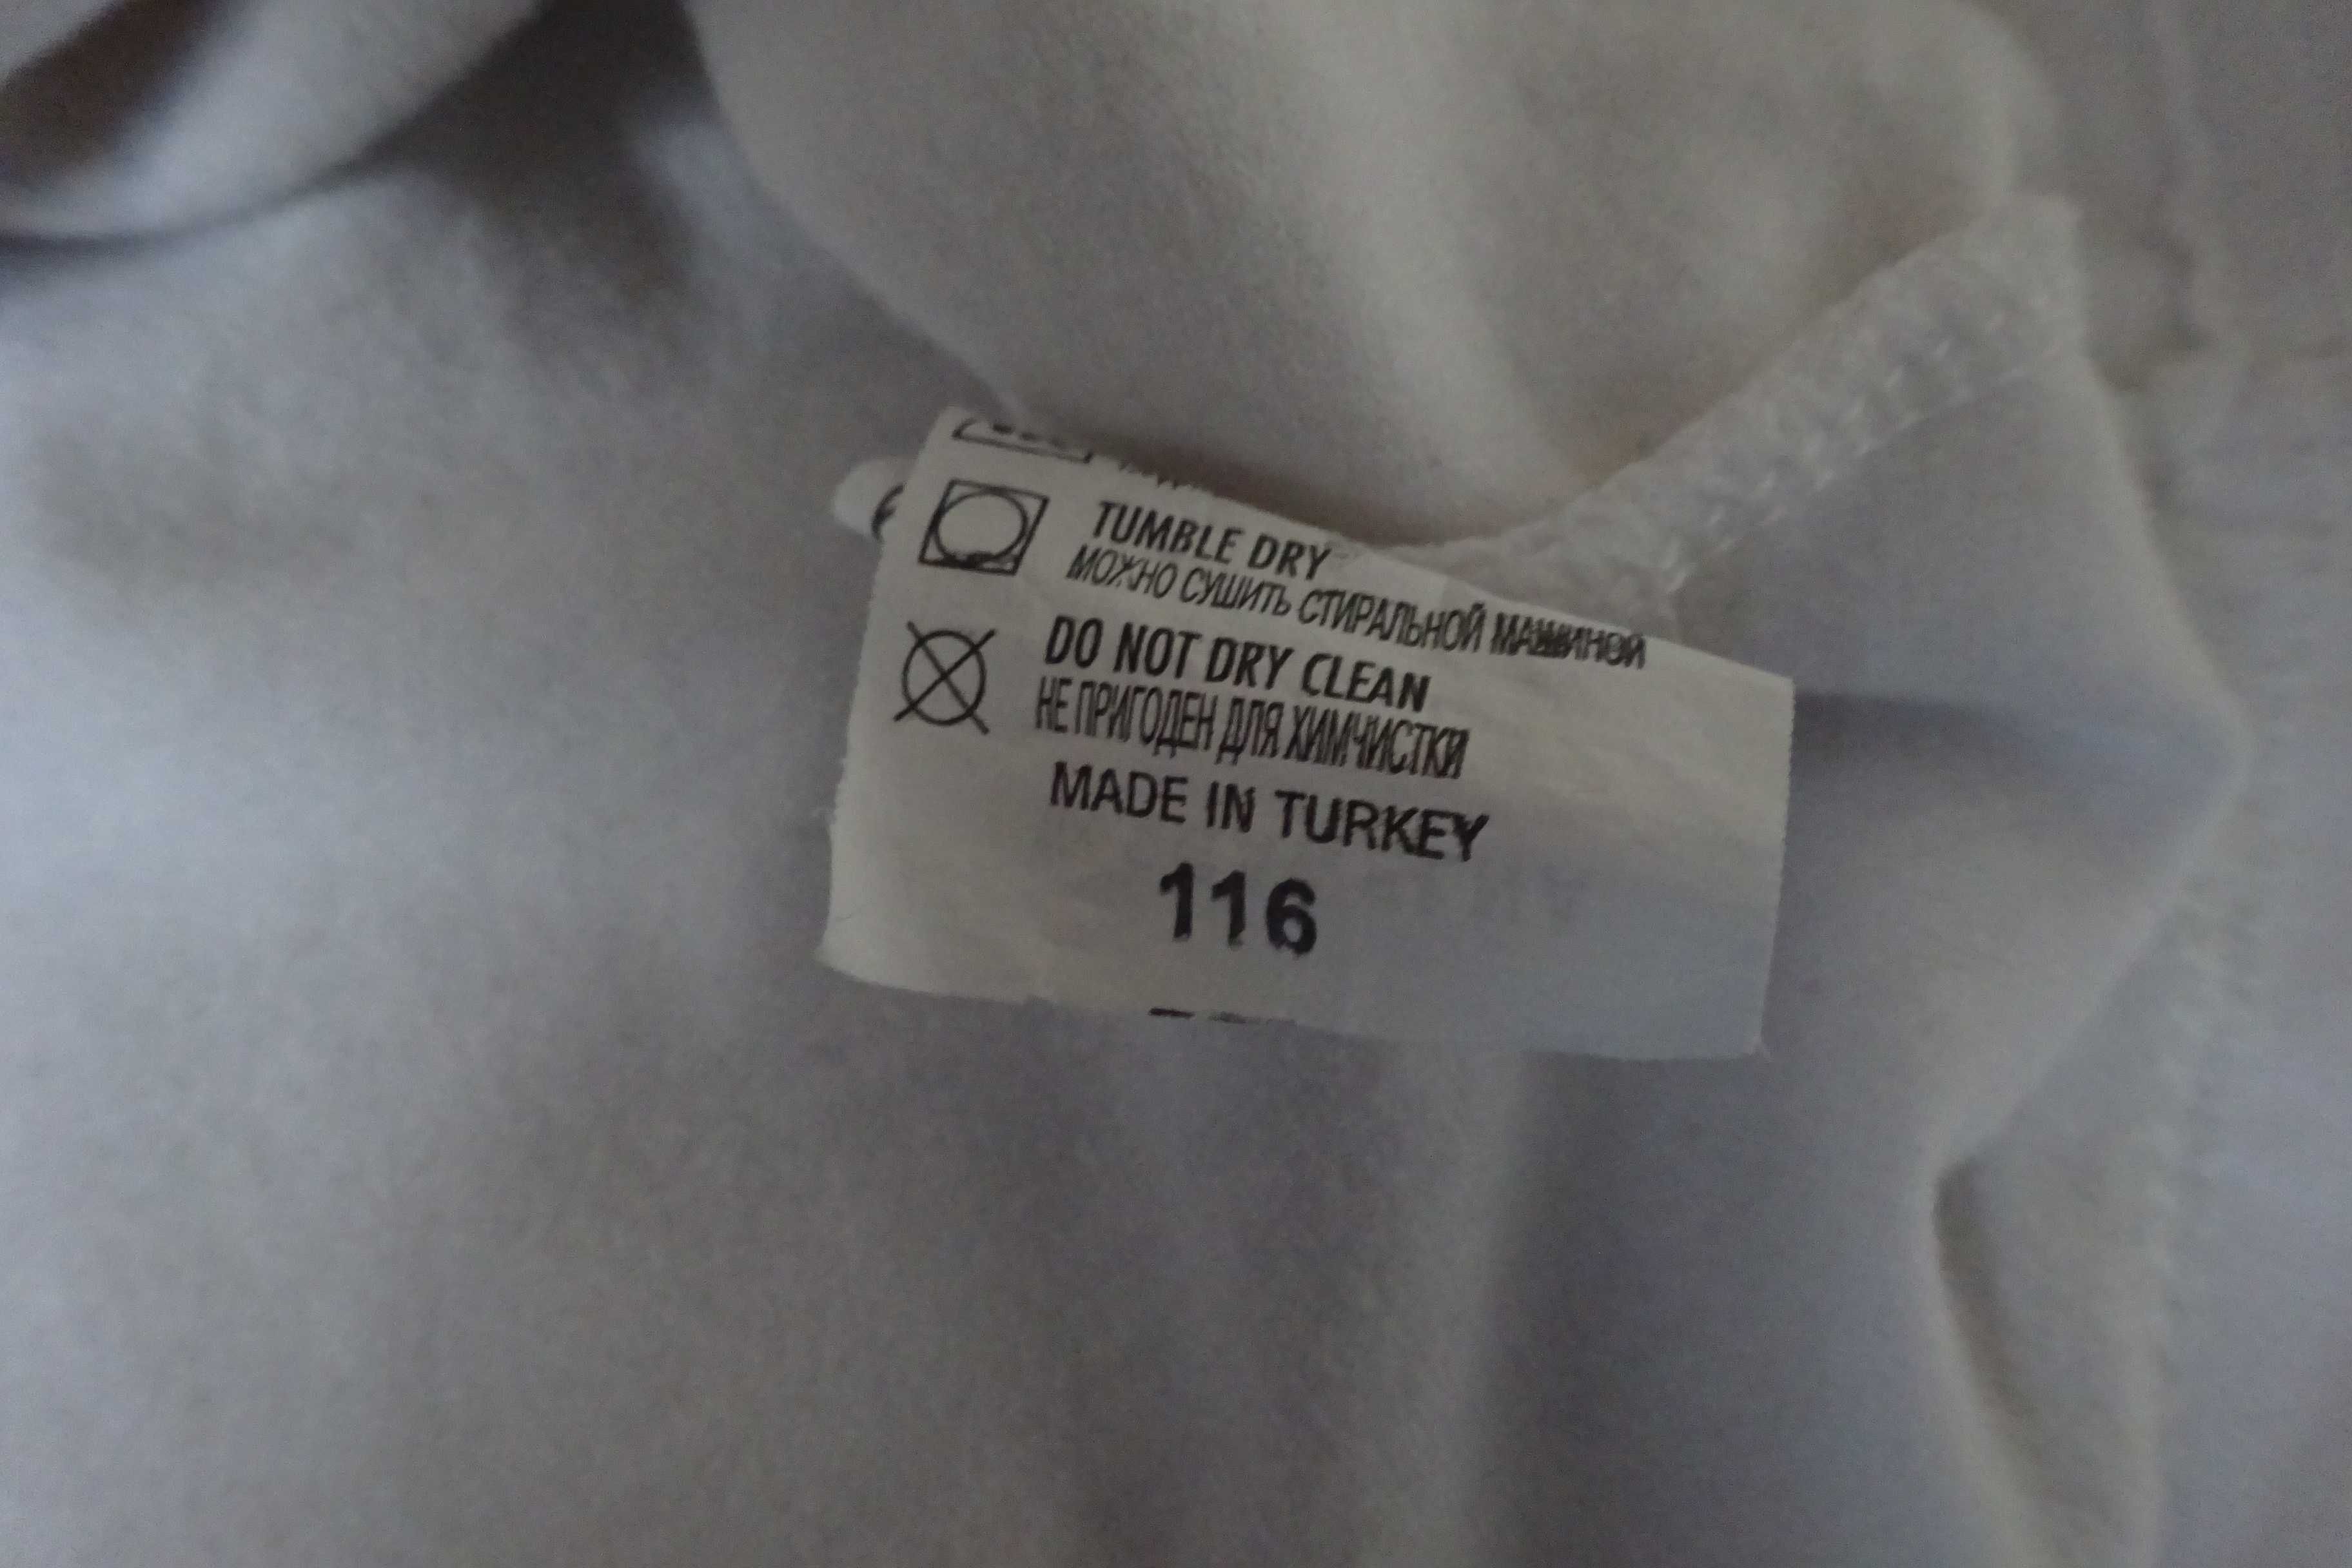 TUMBLE DRY
МОЖНО СУШИТЬ СТИРАЛЬНОЙ МАШИНОЙ
DO NOT DRY CLEAN
НЕ ПРИГОДЕН ДЛЯ ХИМЧИСТКИ
MADE IN TURKEY
116